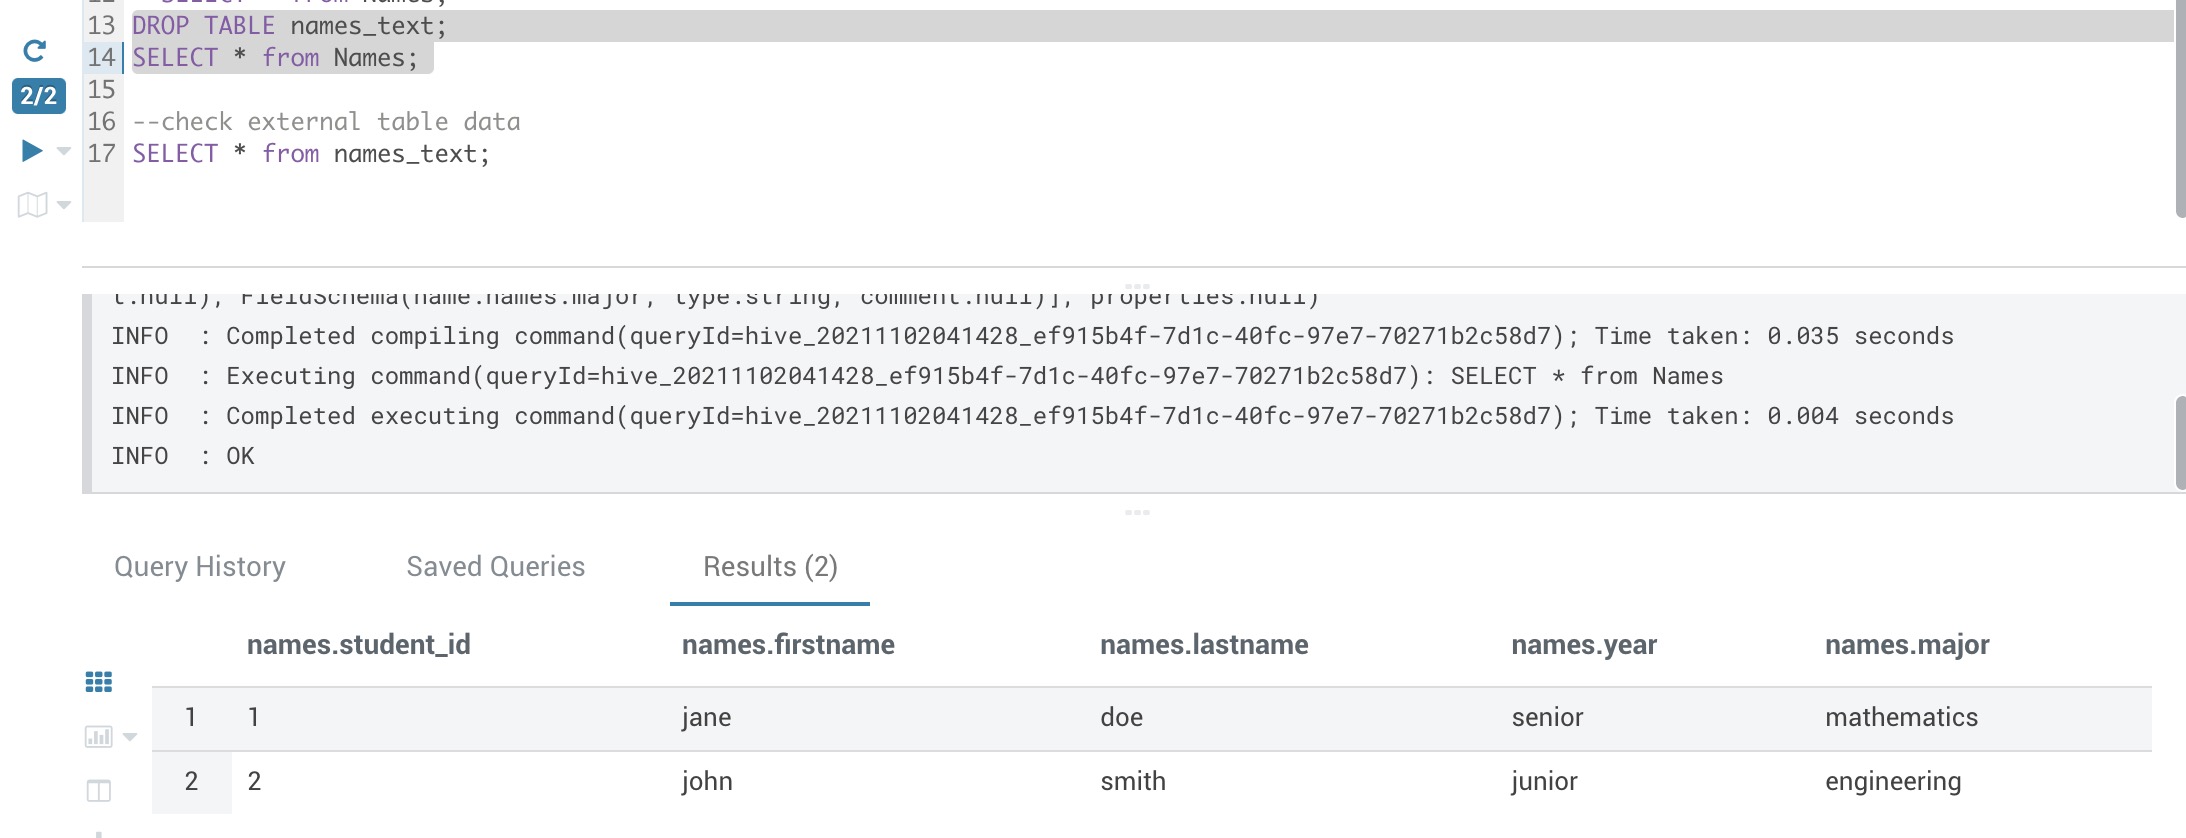 12 SELECT * from Names;
13 DROP TABLE names_text;
14 SELECT * from Names;
2/2
15
16 --check external table data
17 SELECT * from names_text;
t.null), FieldSchema(name:names.major, type:string, comment:null)], properties:null)
INFO : Completed compiling command(queryId=hive_20211102041428_ef915b4f-7d1c-40fc-97e7-70271b2c58d7); Time taken: 0.035 seconds
INFO : Executing command(queryId=hive_20211102041428_ef915b4f-7d1c-40fc-97e7-70271b2c58d7): SELECT * from Names
INFO : Completed executing command(queryId=hive_20211102041428_ef915b4f-7d1c-40fc-97e7-70271b2c58d7); Time taken: 0.004 seconds
INFO : OK
Query History Saved Queries Results (2)
names.student_id names.firstname names.lastname names.year names.major
1 1 jane doe senior mathematics
2 2 john smith junior engineering